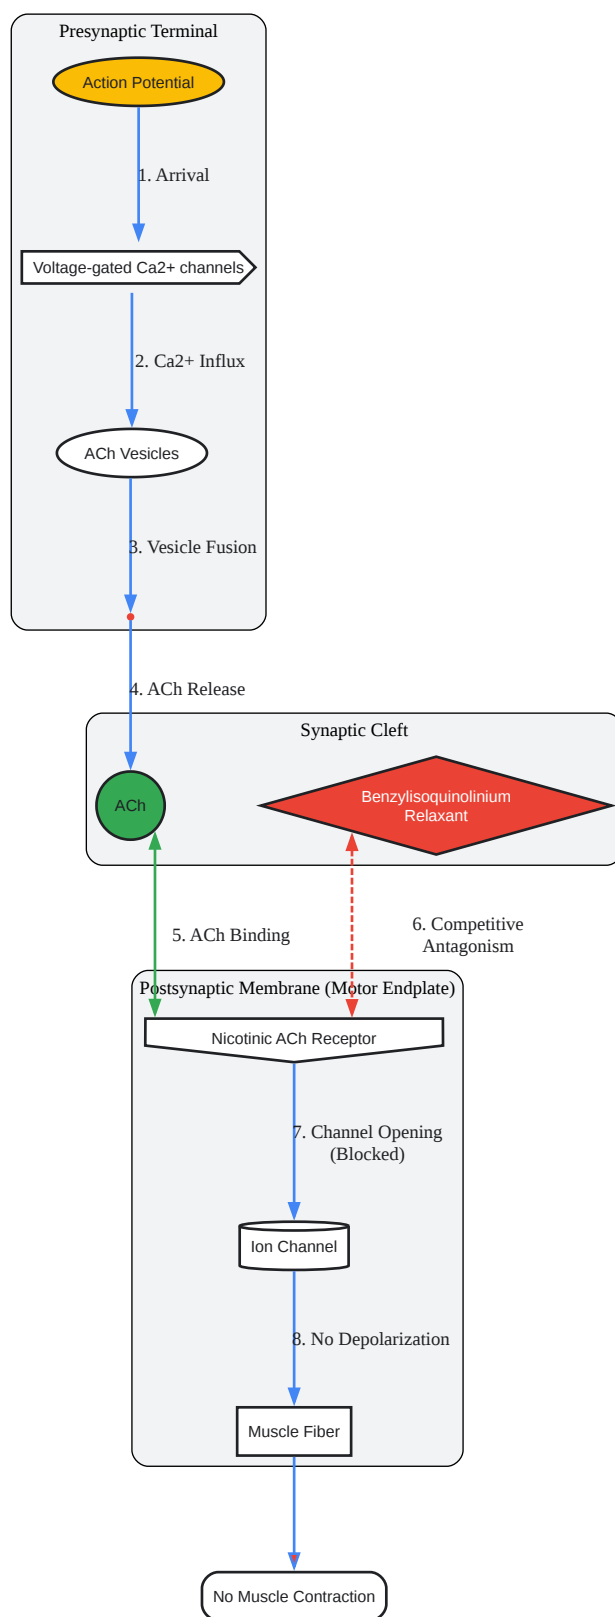 Presynaptic Terminal
Action Potential
1. Arrival
Voltage-gated Ca2+ channels
2. Ca2+ Influx
ACh Vesicles
3. Vesicle Fusion
4. ACh Release
Synaptic Cleft
ACh
Benzylisoquinolinium
Relaxant
5. ACh Binding
6. Competitive
Antagonism
Postsynaptic Membrane (Motor Endplate)
Nicotinic ACh Receptor
7. Channel Opening
(Blocked)
Ion Channel
8. No Depolarization
Muscle Fiber
No Muscle Contraction